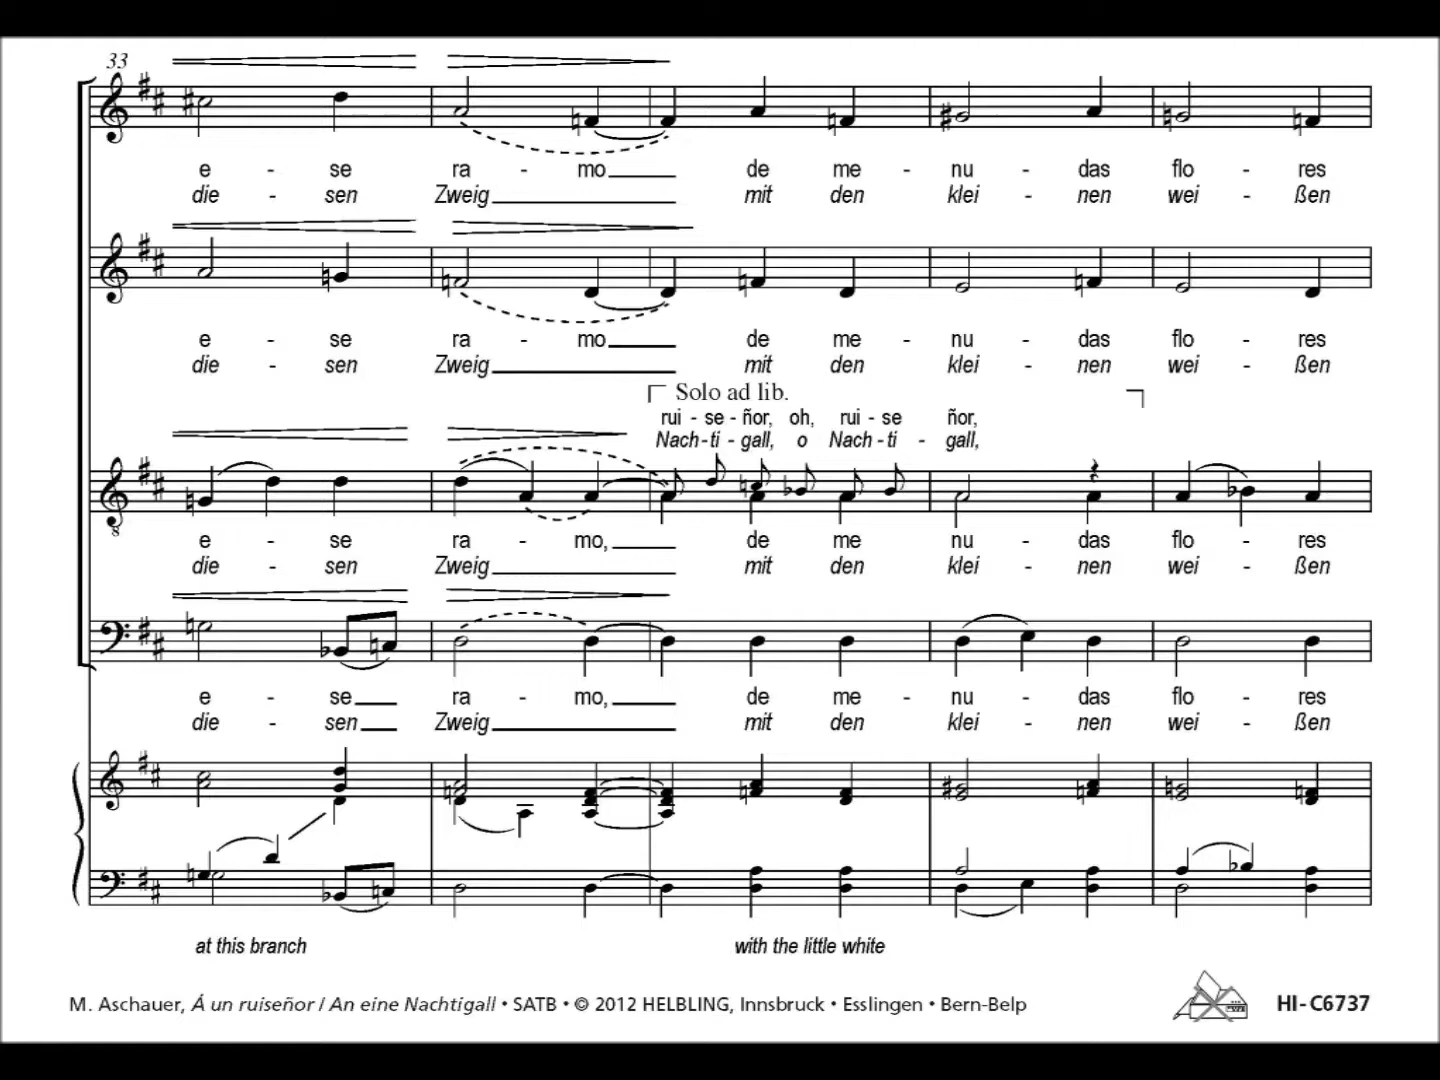 33
e - se ra - mo de me - nu - das flo - res
die - sen Zweig mit den klei - nen wei - ßen
e - se ra - mo de me - nu - das flo - res
die - sen Zweig mit den klei - nen wei - ßen
Solo ad lib.
rui - se - ñor, oh, rui - se ñor,
Nach - ti - gall, o Nach - ti - gall,
8
e - se ra - mo, de me nu - das flo - res
die - sen Zweig mit den klei - nen wei - ßen
e - se ra - mo, de me - nu - das flo - res
die - sen Zweig mit den klei - nen wei - ßen
at this branch with the little white
M. Aschauer, Á un ruiseñor / An eine Nachtigall • SATB • © 2012 HELBLING, Innsbruck • Esslingen • Bern-Belp HI-C6737